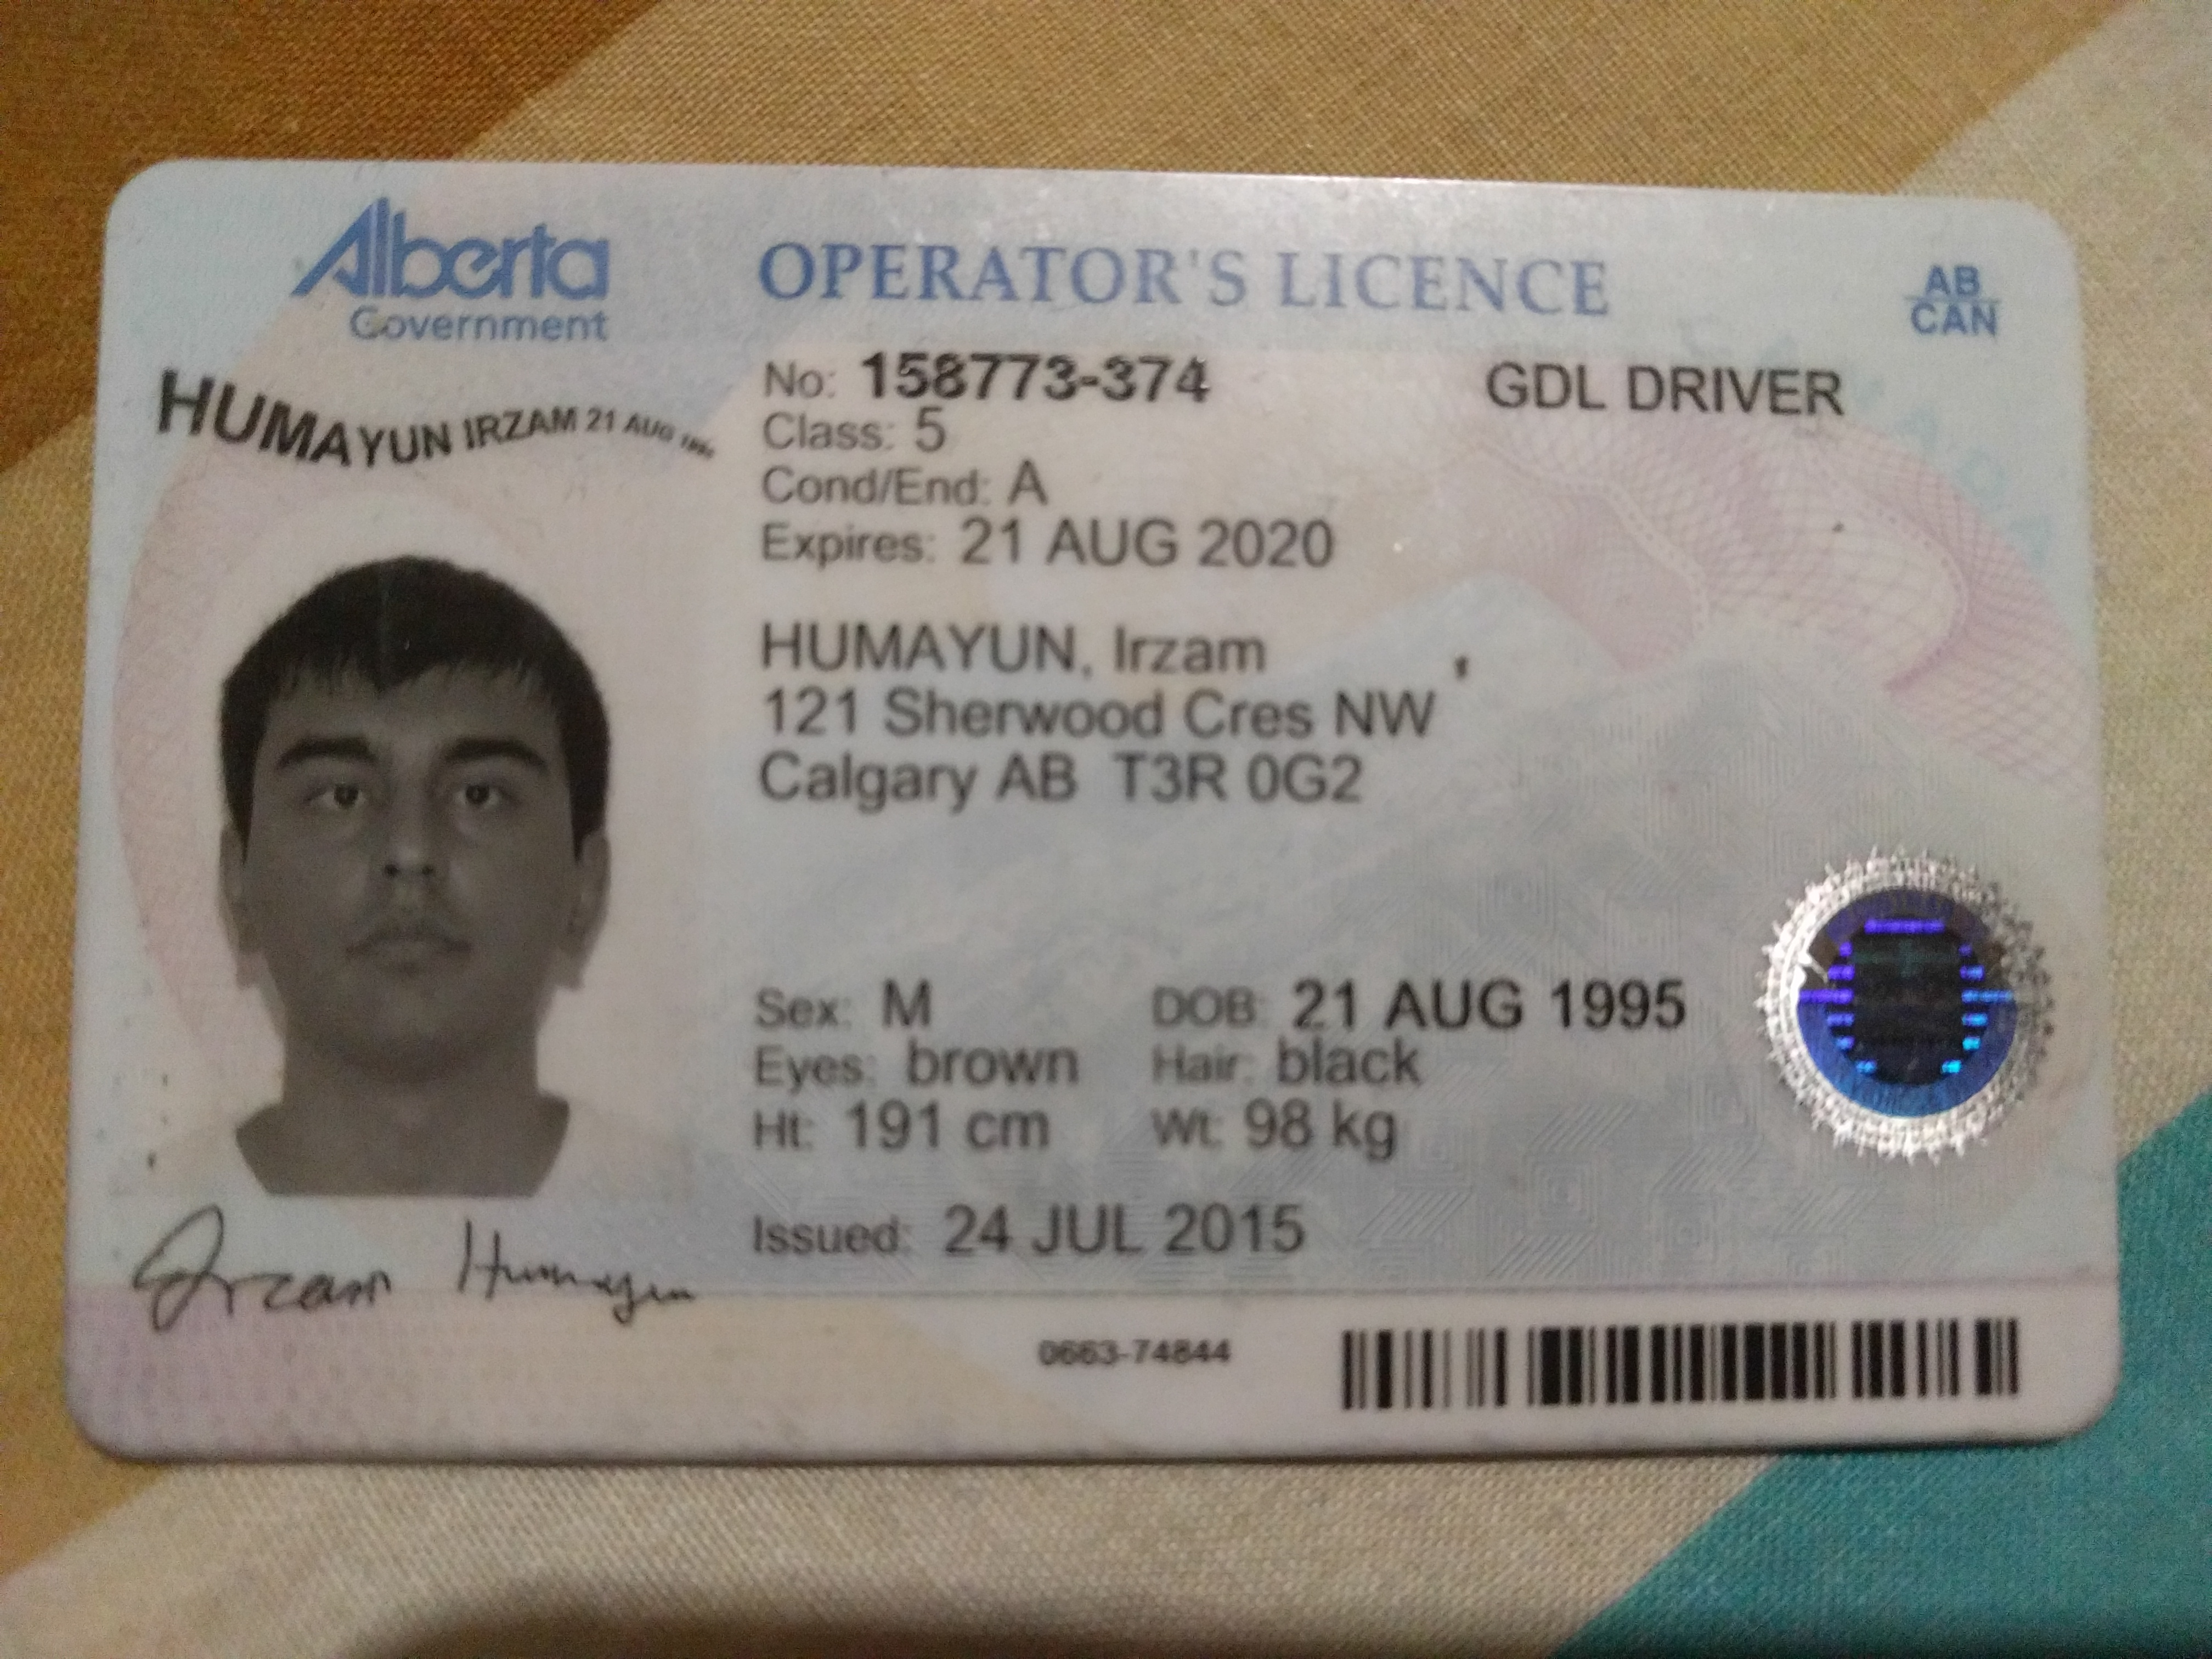 Alberta
Government
OPERATOR'S LICENCE
AB
CAN
HUMAYUN IRZAM 21 AUG 1995
No: 158773-374
GDL DRIVER
Class: 5
Cond/End: A
Expires: 21 AUG 2020
HUMAYUN, Irzam
121 Sherwood Cres NW
Calgary AB T3R 0G2
Sex: M DOB: 21 AUG 1995
Eyes: brown Hair: black
Ht: 191 cm Wt: 98 kg
Issued: 24 JUL 2015
Irzam Humayun
0663-74844